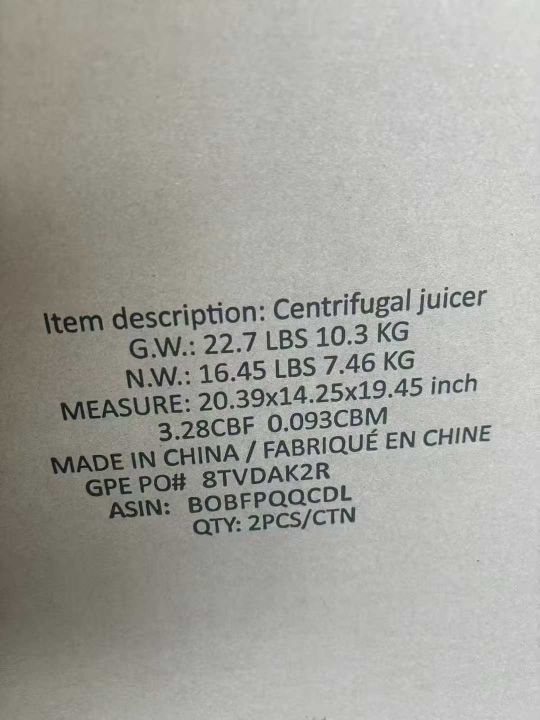 Item description: Centrifugal juicer
G.W.: 22.7 LBS 10.3 KG
N.W.: 16.45 LBS 7.46 KG
MEASURE: 20.39x14.25x19.45 inch
3.28CBF 0.093CBM
MADE IN CHINA / FABRIQUÉ EN CHINE
GPE PO# 8TVDAK2R
ASIN: BOBFPQQCDL
QTY: 2PCS/CTN